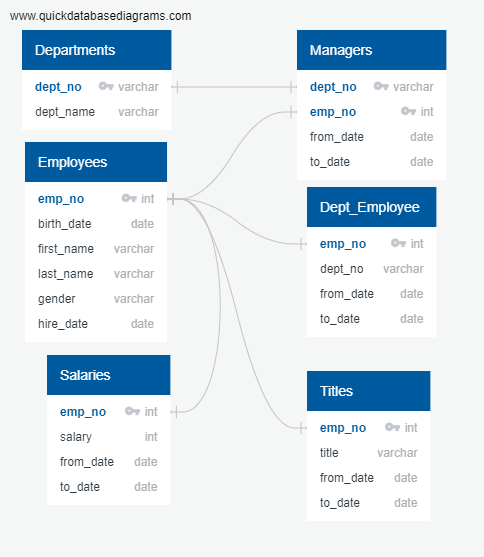 www.quickdatabasediagrams.com
Departments
dept_no varchar
dept_name varchar
Managers
dept_no varchar
emp_no int
from_date date
to_date date
Employees
emp_no int
birth_date date
first_name varchar
last_name varchar
gender varchar
hire_date date
Dept_Employee
emp_no int
dept_no varchar
from_date date
to_date date
Salaries
emp_no int
salary int
from_date date
to_date date
Titles
emp_no int
title varchar
from_date date
to_date date